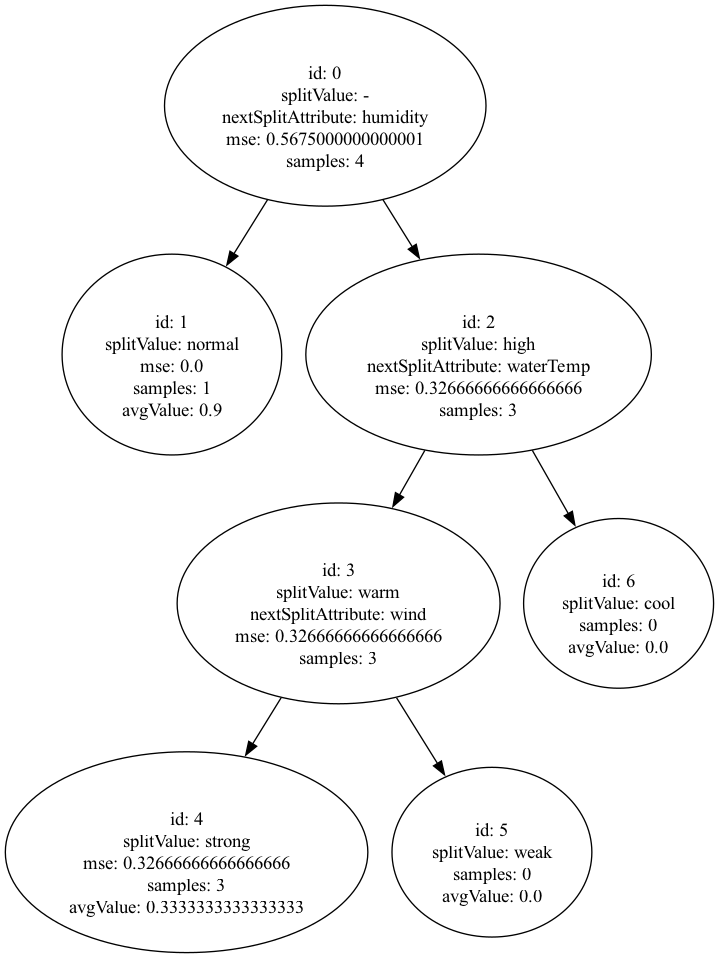 id: 0
splitValue: -
nextSplitAttribute: humidity
mse: 0.5675000000000001
samples: 4
id: 1
splitValue: normal
mse: 0.0
samples: 1
avgValue: 0.9
id: 2
splitValue: high
nextSplitAttribute: waterTemp
mse: 0.32666666666666666
samples: 3
id: 3
splitValue: warm
nextSplitAttribute: wind
mse: 0.32666666666666666
samples: 3
id: 6
splitValue: cool
samples: 0
avgValue: 0.0
id: 4
splitValue: strong
mse: 0.32666666666666666
samples: 3
avgValue: 0.3333333333333333
id: 5
splitValue: weak
samples: 0
avgValue: 0.0